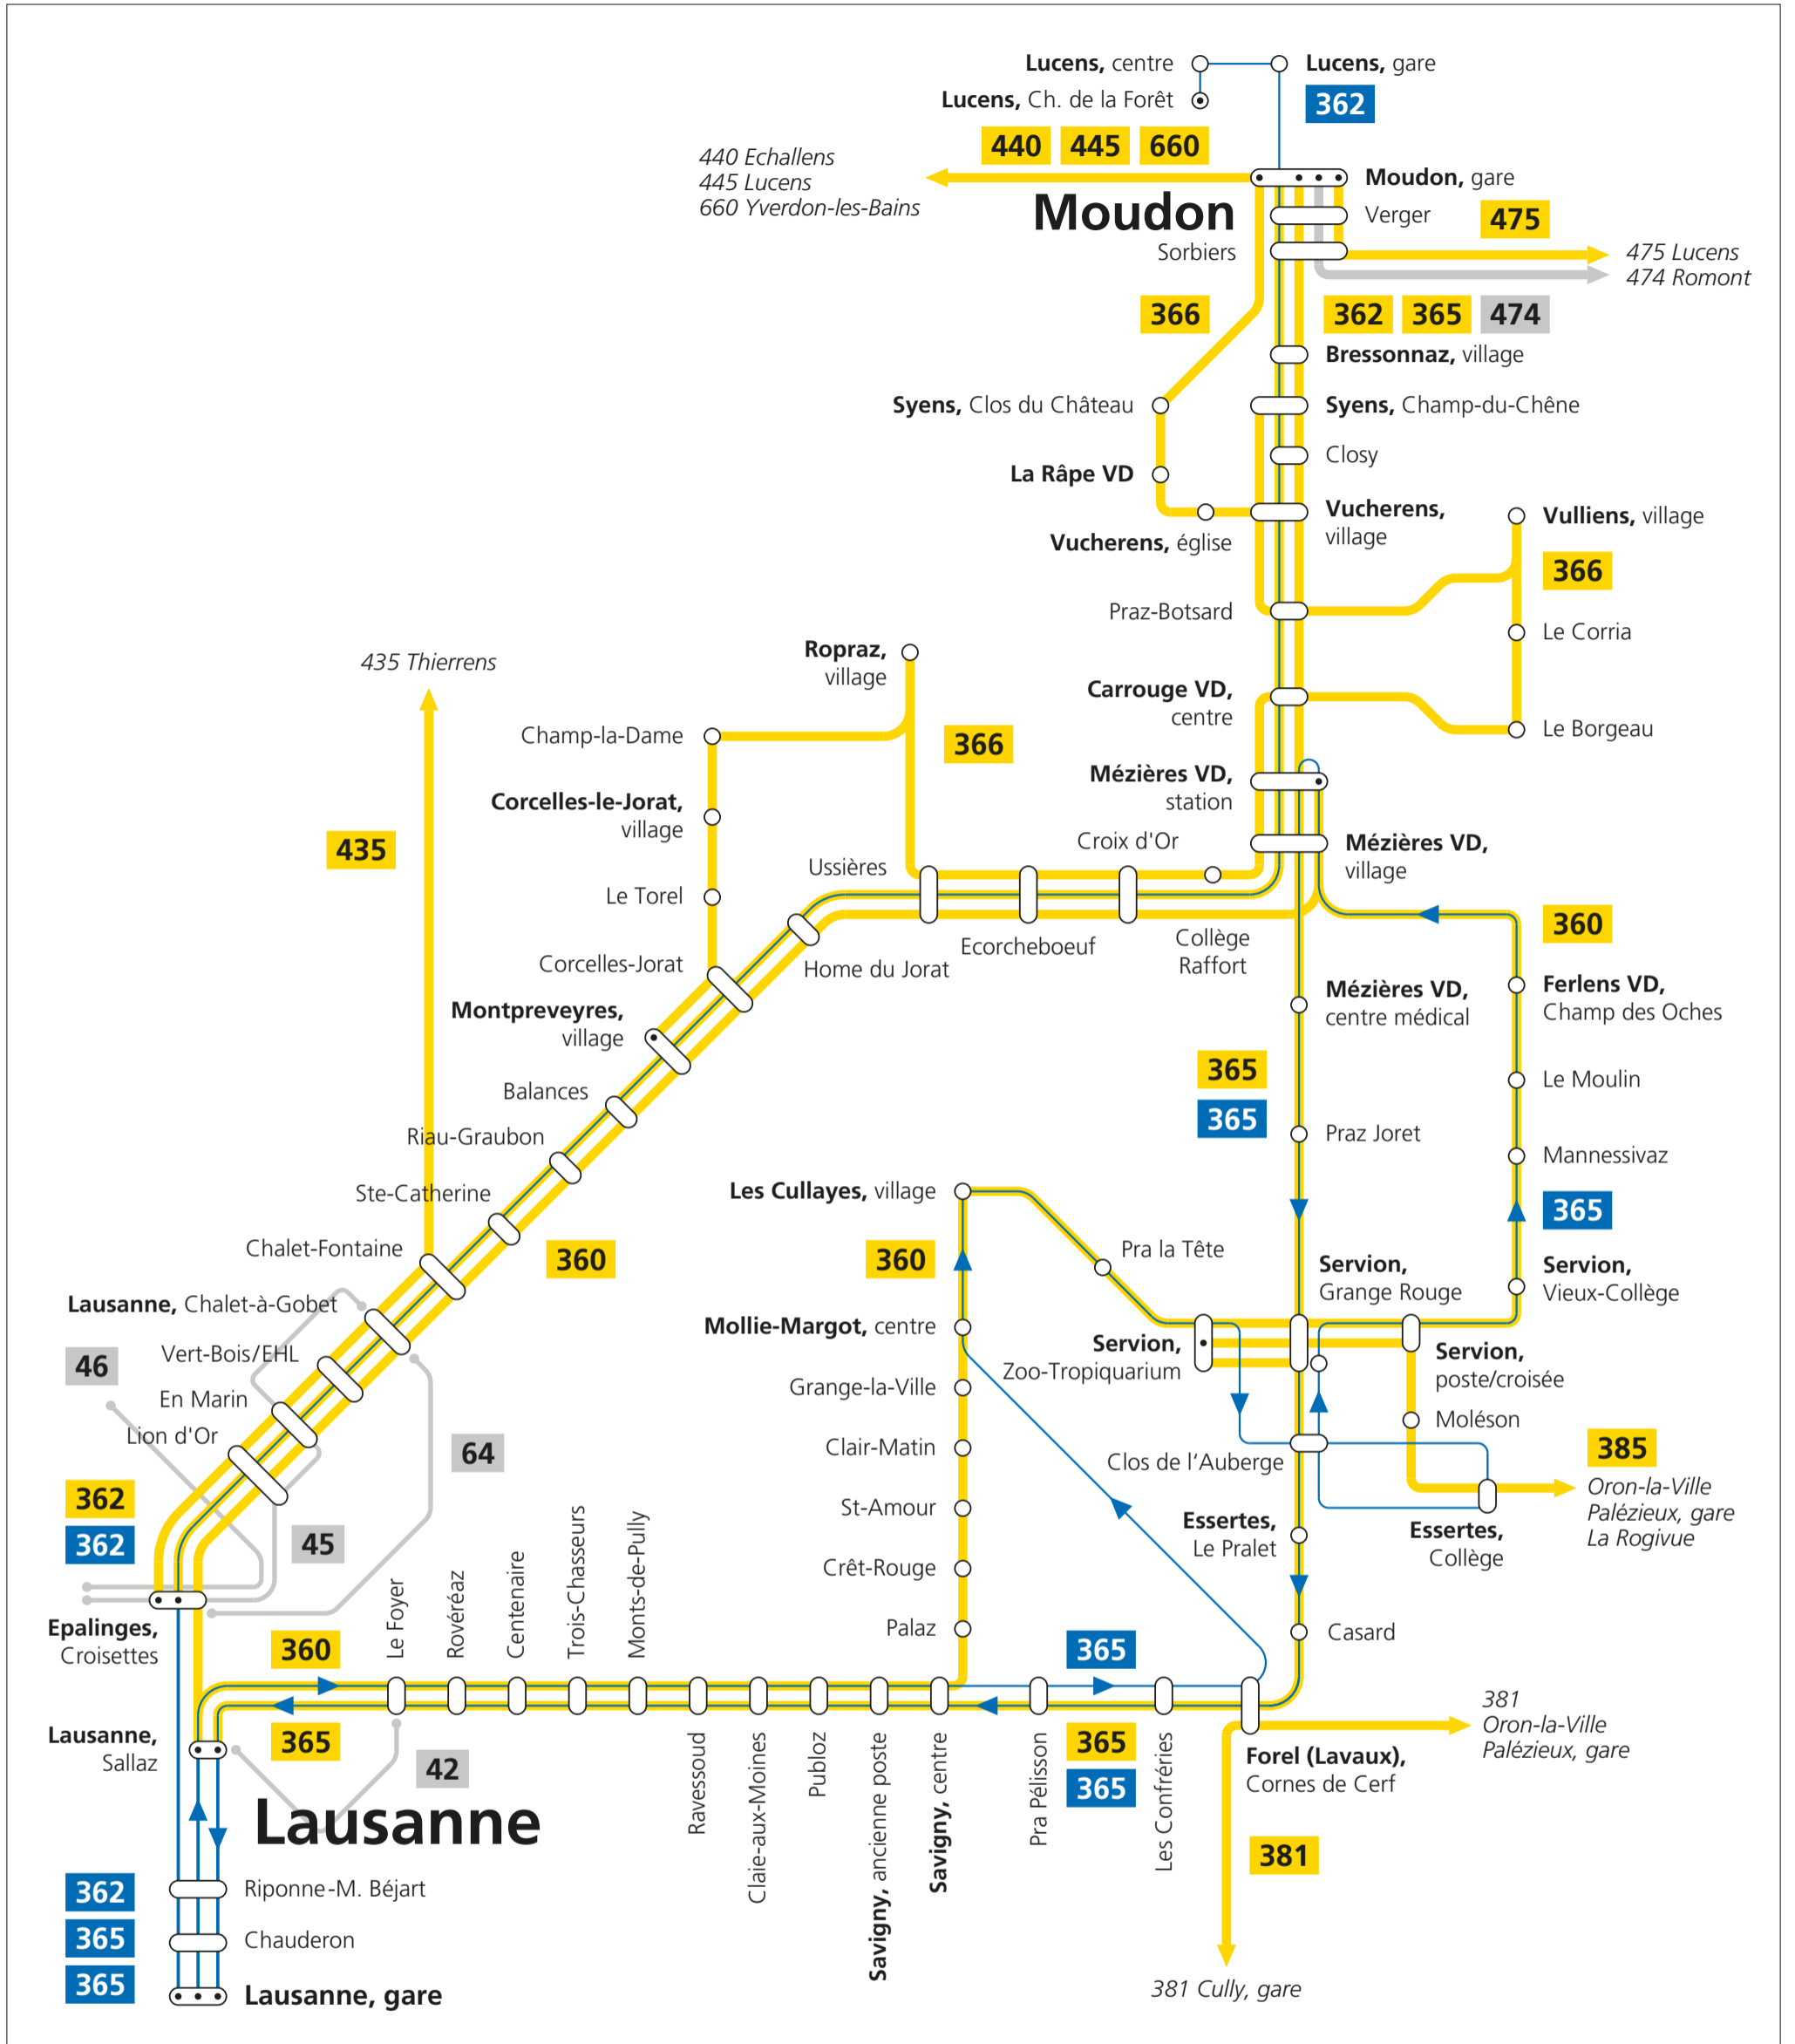 Lucens, centre
Lucens, gare
Lucens, Ch. de la Forêt
362
440 445 660
440 Echallens
445 Lucens
660 Yverdon-les-Bains
Moudon, gare
Moudon
Verger
475
Sorbiers
475 Lucens
474 Romont
366
362 365 474
Bressonnaz, village
Syens, Clos du Château
Syens, Champ-du-Chêne
Closy
La Râpe VD
Vucherens,
village
Vulliens, village
Vucherens, église
366
Praz-Botsard
Le Corria
Ropraz,
village
435 Thierrens
Carrouge VD,
centre
Champ-la-Dame
366
Le Borgeau
Mézières VD,
station
Corcelles-le-Jorat,
village
435
Croix d'Or
Mézières VD,
village
Ussières
Le Torel
360
Ecorcheboeuf
Collège
Raffort
Corcelles-Jorat
Home du Jorat
Mézières VD,
centre médical
Ferlens VD,
Champ des Oches
Montpreveyres,
village
365
365
Le Moulin
Balances
Riau-Graubon
Praz Joret
Mannessivaz
Ste-Catherine
Les Cullayes, village
365
Chalet-Fontaine
360
360
Pra la Tête
Servion,
Grange Rouge
Servion,
Vieux-Collège
Lausanne, Chalet-à-Gobet
Mollie-Margot, centre
Servion,
Zoo-Tropiquarium
Servion,
poste/croisée
Vert-Bois/EHL
46
En Marin
Grange-la-Ville
Moléson
Lion d'Or
64
Clair-Matin
Clos de l‘Auberge
385
Oron-la-Ville
Palézieux, gare
La Rogivue
362
362
45
St-Amour
Essertes,
Le Pralet
Essertes,
Collège
Crêt-Rouge
Epalinges,
Croisettes
Palaz
Casard
360
Le Foyer
Rovéréaz
Centenaire
Trois-Chasseurs
Monts-de-Pully
365
Lausanne,
Sallaz
365
42
Ravessoud
Claie-aux-Moines
Publoz
Savigny, ancienne poste
Savigny, centre
Pra Pélisson
365
365
Les Confréries
Forel (Lavaux),
Cornes de Cerf
381
Oron-la-Ville
Palézieux, gare
Lausanne
381
362
Riponne-M. Béjart
365
Chauderon
365
Lausanne, gare
381 Cully, gare